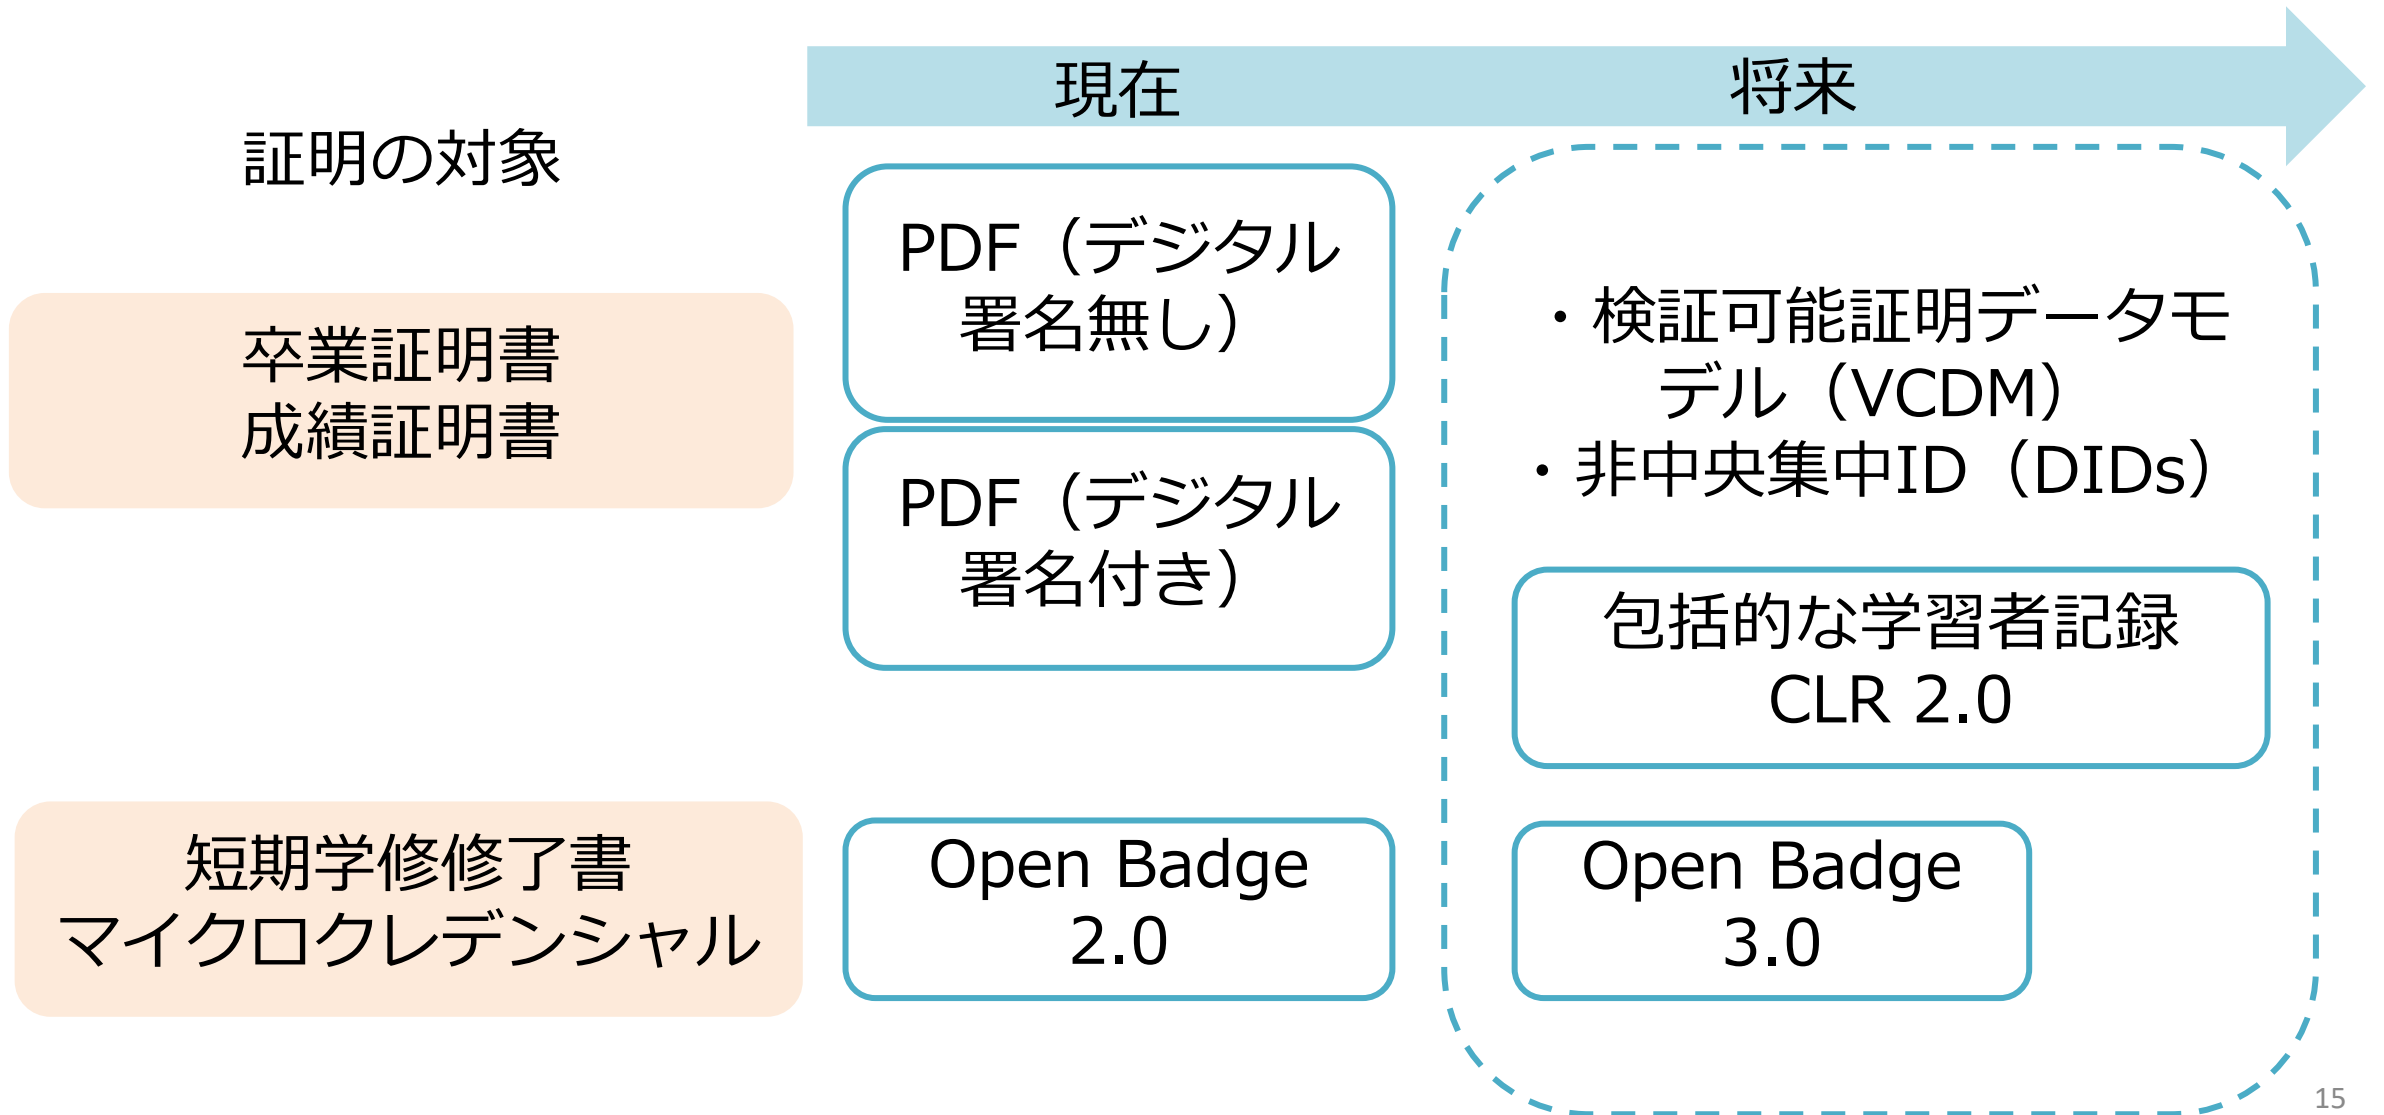 現在
将来
証明の対象
PDF（デジタル
署名無し）
卒業証明書
成績証明書
PDF（デジタル
署名付き）
・検証可能証明データモ
デル（VCDM）
・非中央集中ID（DIDs）
包括的な学習者記録
CLR 2.0
短期学修修了書
マイクロクレデンシャル
Open Badge
2.0
Open Badge
3.0
15